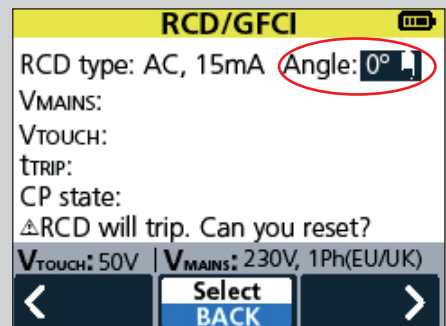 RCD/GFCI
RCD type: AC, 15mA Angle: 0°
VMAINS:
VTOUCH:
tTRIP:
CP state:
⚠RCD will trip. Can you reset?
VTOUCH: 50V | VMAINS: 230V, 1Ph(EU/UK)
< Select >
BACK